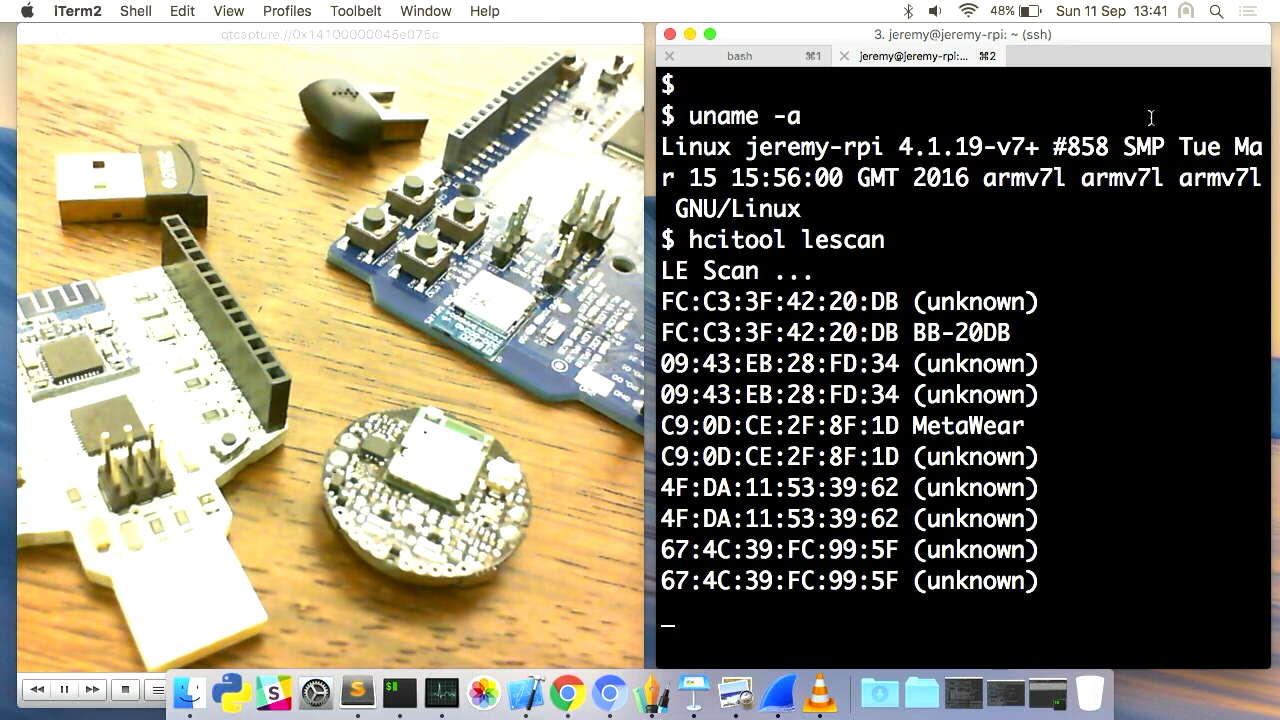 iTerm2 Shell Edit View Profiles Toolbelt Window Help 48% Sun 11 Sep 13:41
qtcapture://0x14100000045e075c
3. jeremy@jeremy-rpi: ~ (ssh)
bash ⌘1 jeremy@jeremy-rpi:... ⌘2
$
$ uname -a
Linux jeremy-rpi 4.1.19-v7+ #858 SMP Tue Ma
r 15 15:56:00 GMT 2016 armv7l armv7l armv7l
GNU/Linux
$ hcitool lescan
LE Scan ...
FC:C3:3F:42:20:DB (unknown)
FC:C3:3F:42:20:DB BB-20DB
09:43:EB:28:FD:34 (unknown)
09:43:EB:28:FD:34 (unknown)
C9:0D:CE:2F:8F:1D MetaWear
C9:0D:CE:2F:8F:1D (unknown)
4F:DA:11:53:39:62 (unknown)
4F:DA:11:53:39:62 (unknown)
67:4C:39:FC:99:5F (unknown)
67:4C:39:FC:99:5F (unknown)